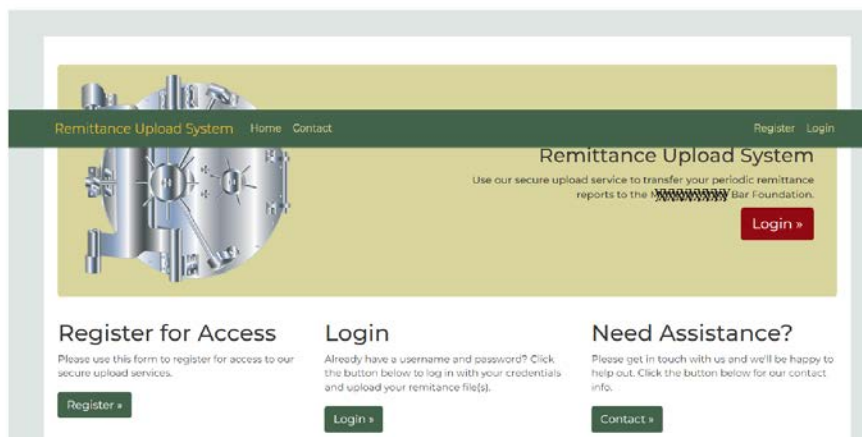 Remittance Upload System Home Contact Register Login
Remittance Upload System
Use our secure upload service to transfer your periodic remittance
reports to the Bar Foundation.
Login »
Register for Access
Please use this form to register for access to our
secure upload services.
Register »
Login
Already have a username and password? Click
the button below to log in with your credentials
and upload your remitance file(s).
Login »
Need Assistance?
Please get in touch with us and we'll be happy to
help out. Click the button below for our contact
info.
Contact »